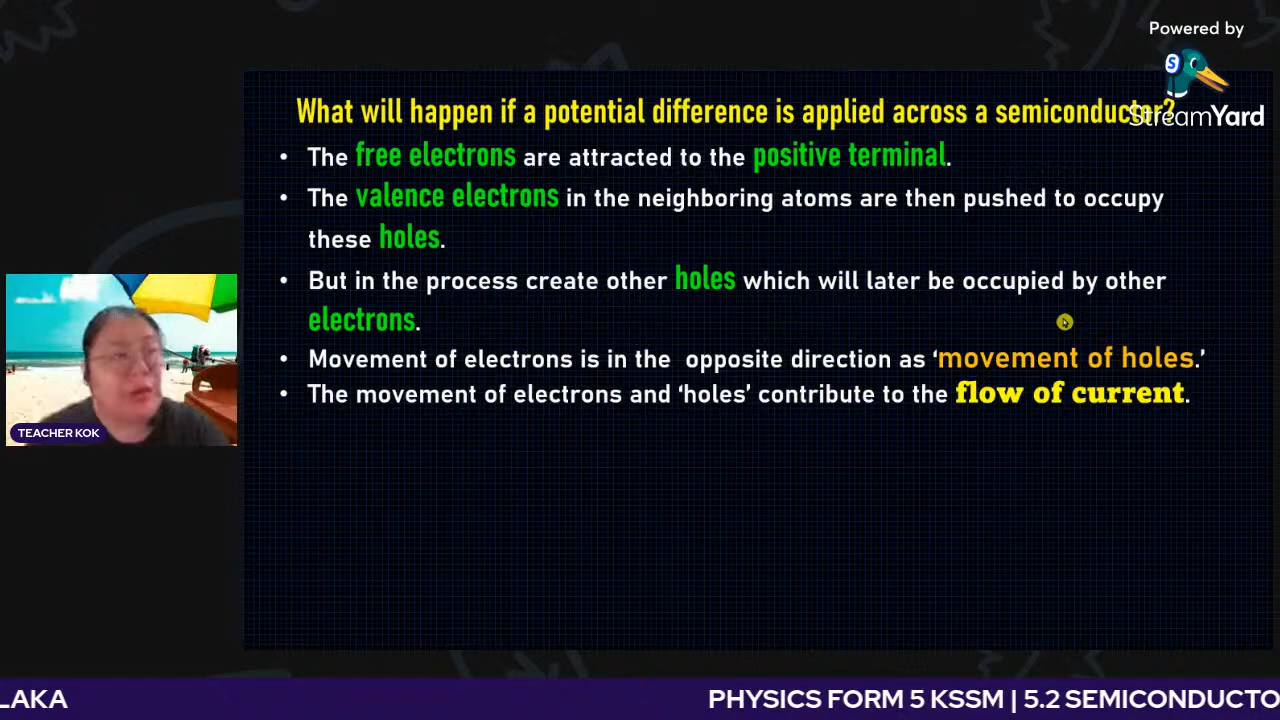 Powered by
StreamYard
What will happen if a potential difference is applied across a semiconductor?
• The free electrons are attracted to the positive terminal.
• The valence electrons in the neighboring atoms are then pushed to occupy
these holes.
• But in the process create other holes which will later be occupied by other
electrons.
• Movement of electrons is in the opposite direction as ‘movement of holes.’
• The movement of electrons and ‘holes’ contribute to the flow of current.
TEACHER KOK
LAKA
PHYSICS FORM 5 KSSM | 5.2 SEMICONDUCTO